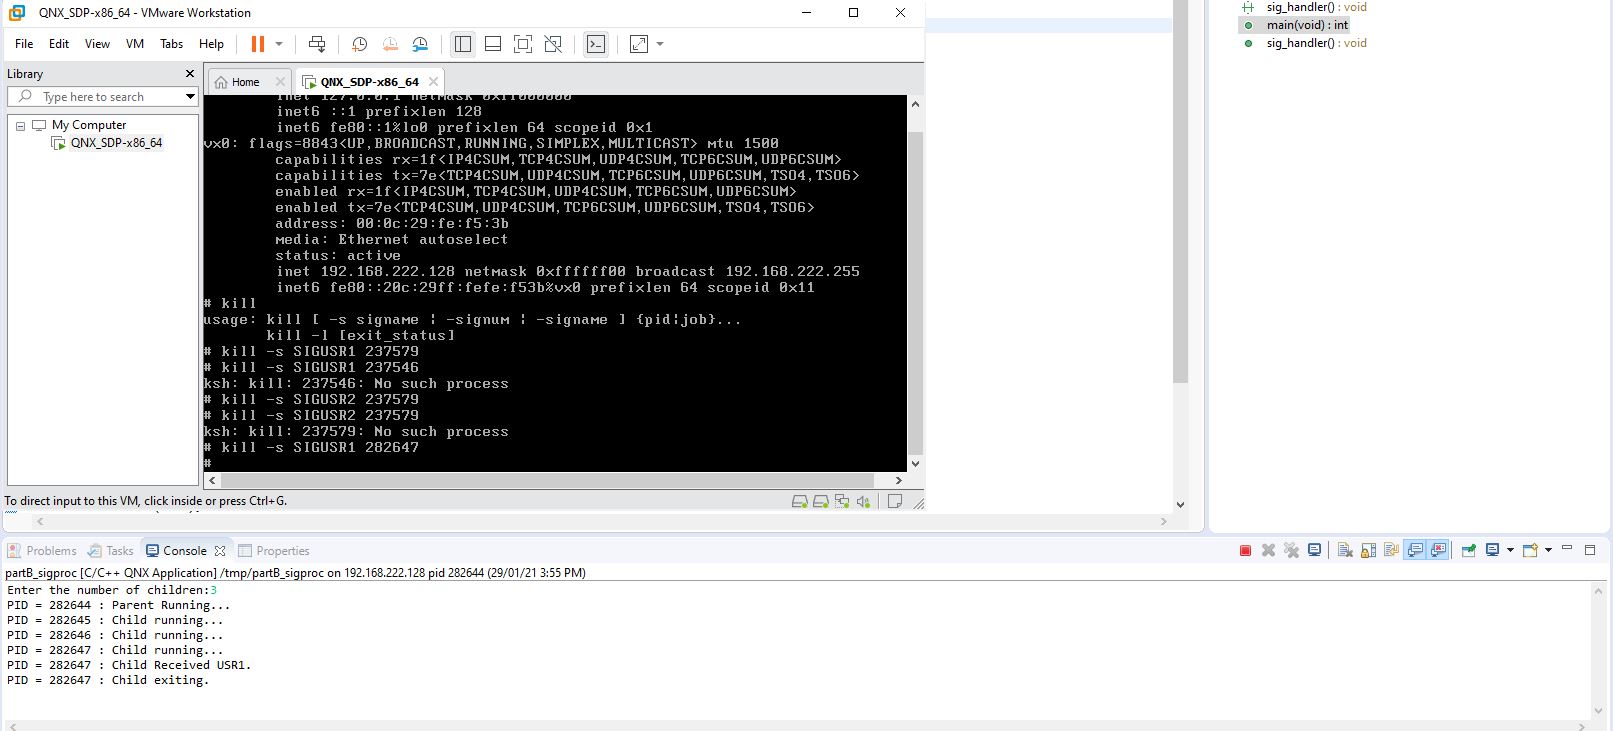 QNX_SDP-x86_64 - VMware Workstation
File Edit View VM Tabs Help
Library
Type here to search
My Computer
QNX_SDP-x86_64
Home QNX_SDP-x86_64
inet 127.0.0.1 netmask 0xff000000
inet6 ::1 prefixlen 128
inet6 fe80::1%lo0 prefixlen 64 scopeid 0x1
vx0: flags=8843<UP,BROADCAST,RUNNING,SIMPLEX,MULTICAST> mtu 1500
capabilities rx=1f<IP4CSUM,TCP4CSUM,UDP4CSUM,TCP6CSUM,UDP6CSUM>
capabilities tx=7e<TCP4CSUM,UDP4CSUM,TCP6CSUM,UDP6CSUM,TSO4,TSO6>
enabled rx=1f<IP4CSUM,TCP4CSUM,UDP4CSUM,TCP6CSUM,UDP6CSUM>
enabled tx=7e<TCP4CSUM,UDP4CSUM,TCP6CSUM,UDP6CSUM,TSO4,TSO6>
address: 00:0c:29:fe:f5:3b
media: Ethernet autoselect
status: active
inet 192.168.222.128 netmask 0xffffff00 broadcast 192.168.222.255
inet6 fe80::20c:29ff:fefe:f53b%vx0 prefixlen 64 scopeid 0x11
# kill
usage: kill [ -s signame | -signum | -signame ] {pid|job}...
kill -l [exit_status]
# kill -s SIGUSR1 237579
# kill -s SIGUSR1 237546
ksh: kill: 237546: No such process
# kill -s SIGUSR2 237579
# kill -s SIGUSR2 237579
ksh: kill: 237579: No such process
# kill -s SIGUSR1 282647
#
To direct input to this VM, click inside or press Ctrl+G.
sig_handler() : void
main(void) : int
sig_handler() : void
Problems Tasks Console Properties
partB_sigproc [C/C++ QNX Application] /tmp/partB_sigproc on 192.168.222.128 pid 282644 (29/01/21 3:55 PM)
Enter the number of children:3
PID = 282644 : Parent Running...
PID = 282645 : Child running...
PID = 282646 : Child running...
PID = 282647 : Child running...
PID = 282647 : Child Received USR1.
PID = 282647 : Child exiting.